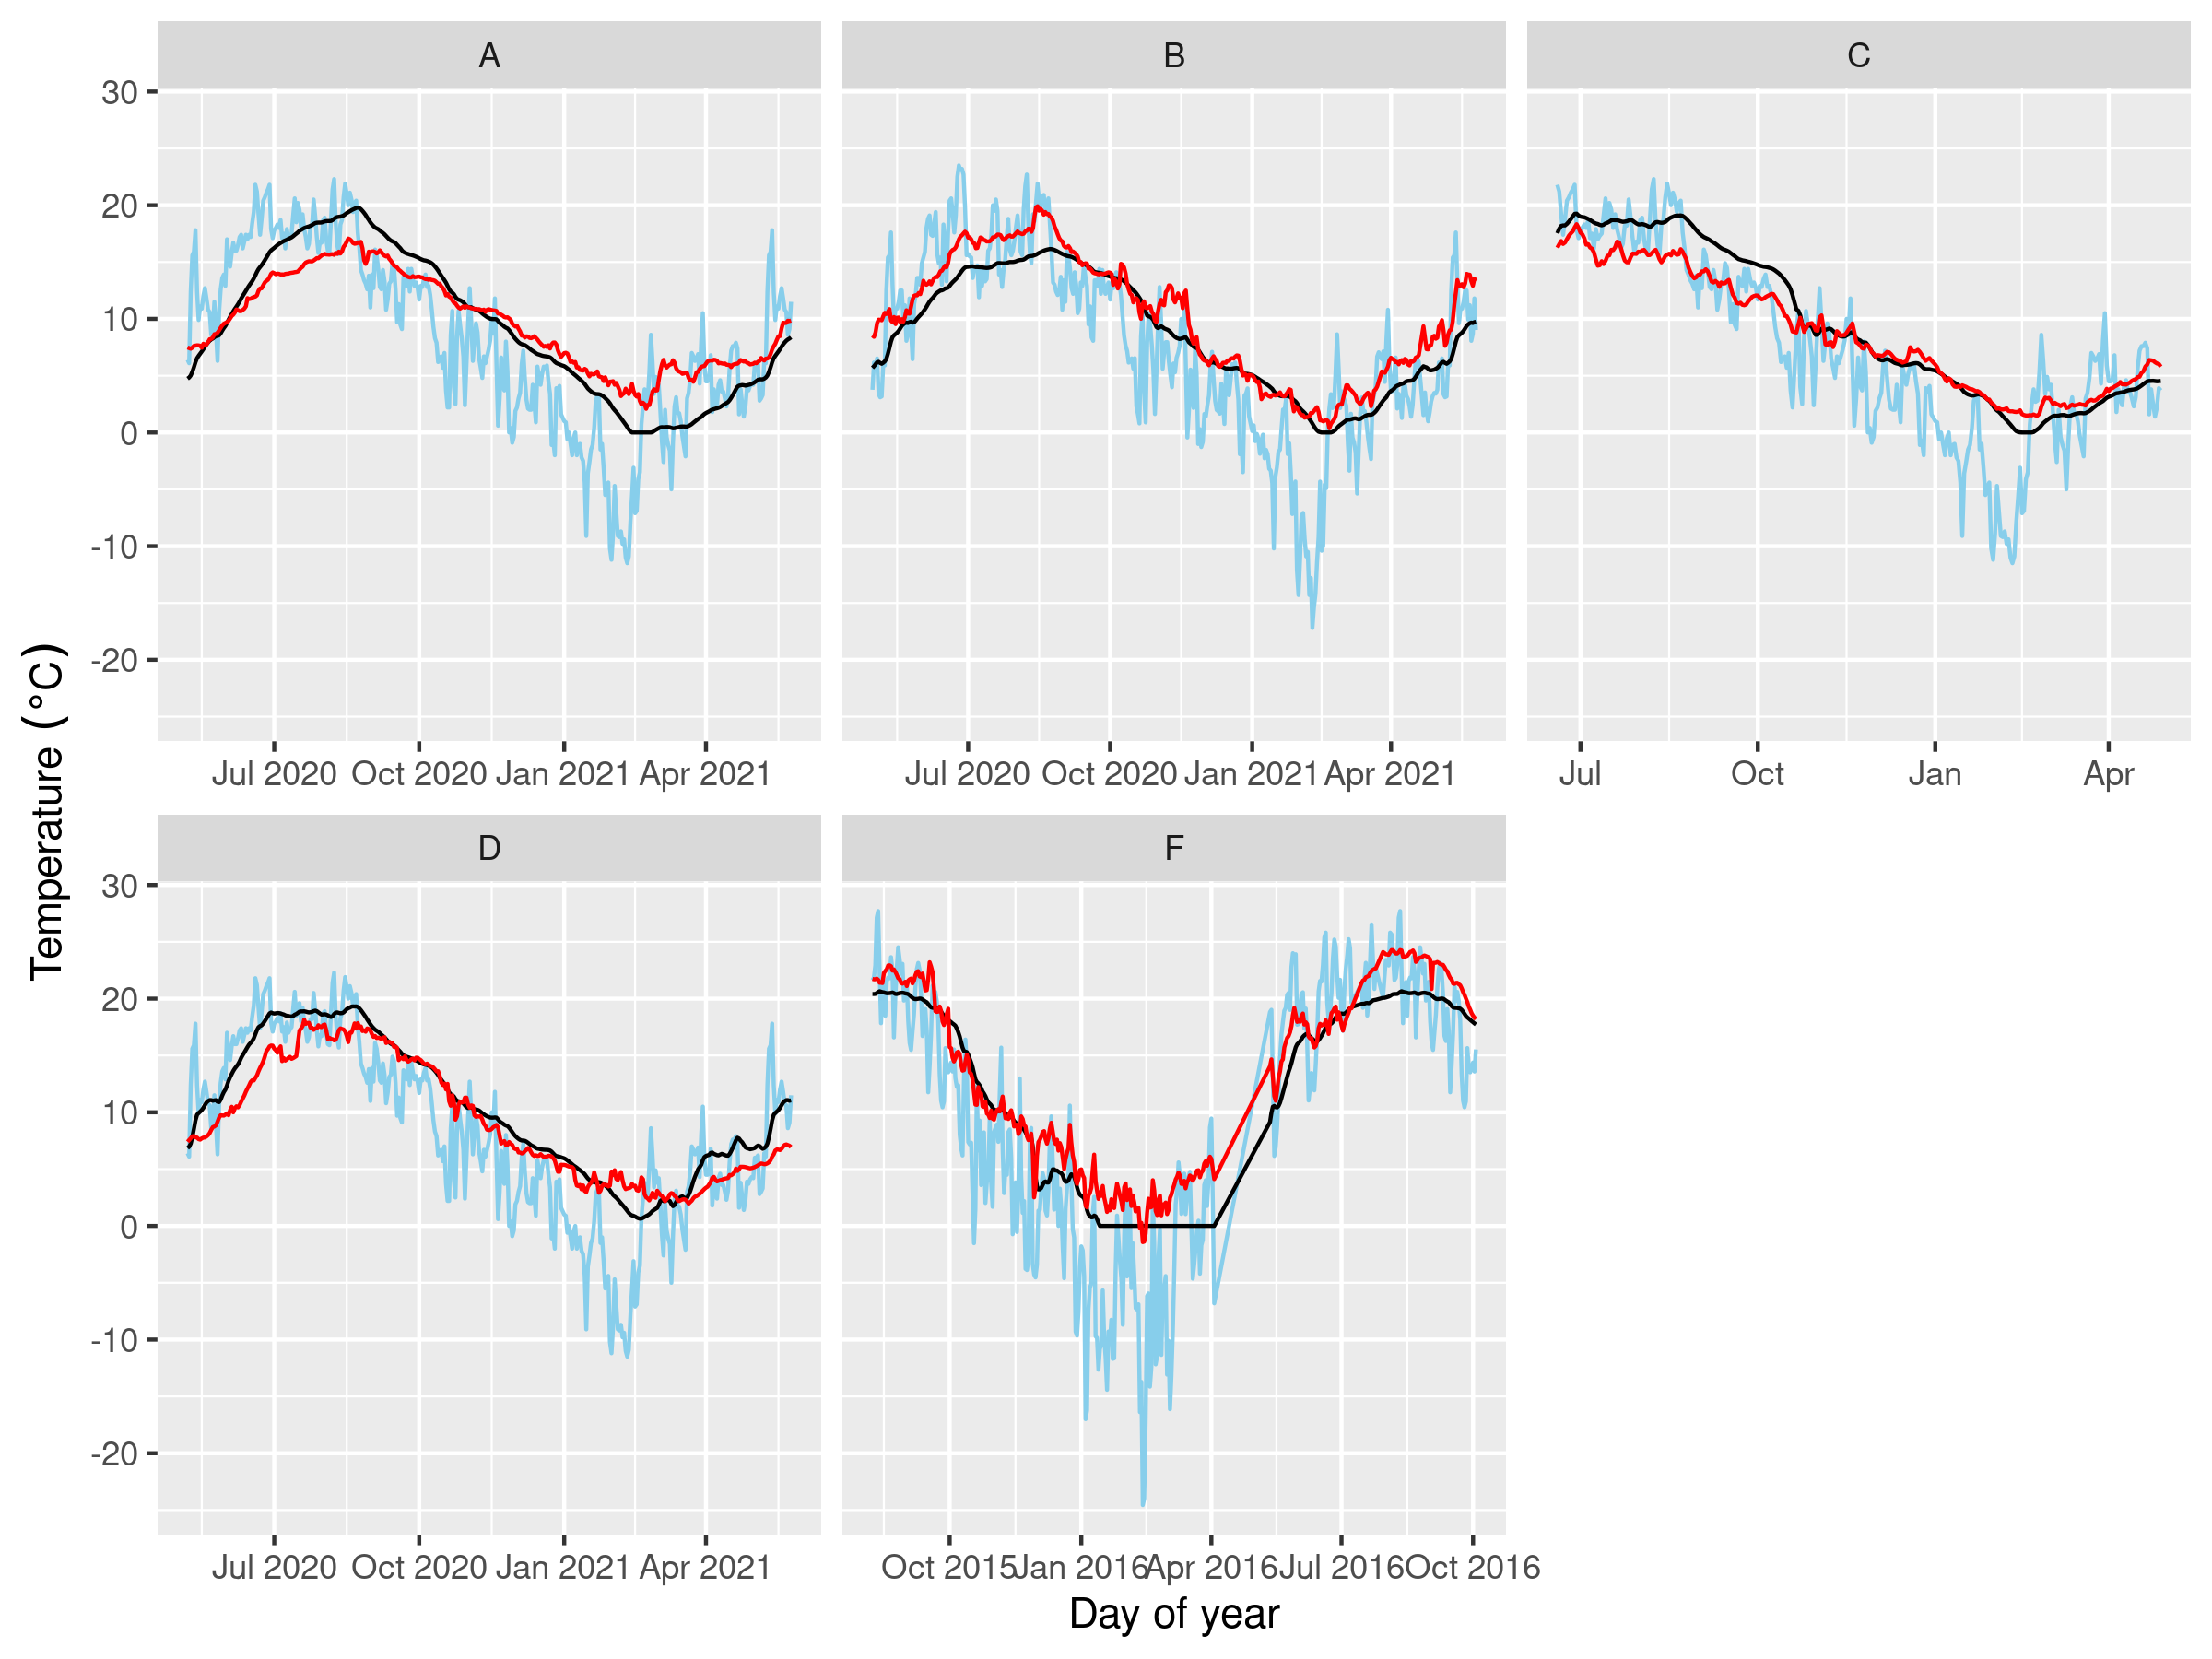 A B C
30
20
10
0
-10
-20
Jul 2020 Oct 2020 Jan 2021 Apr 2021 Jul 2020 Oct 2020 Jan 2021 Apr 2021 Jul Oct Jan Apr
Temperature (°C)
D F
30
20
10
0
-10
-20
Jul 2020 Oct 2020 Jan 2021 Apr 2021 Oct 2015 Jan 2016 Apr 2016 Jul 2016 Oct 2016
Day of year